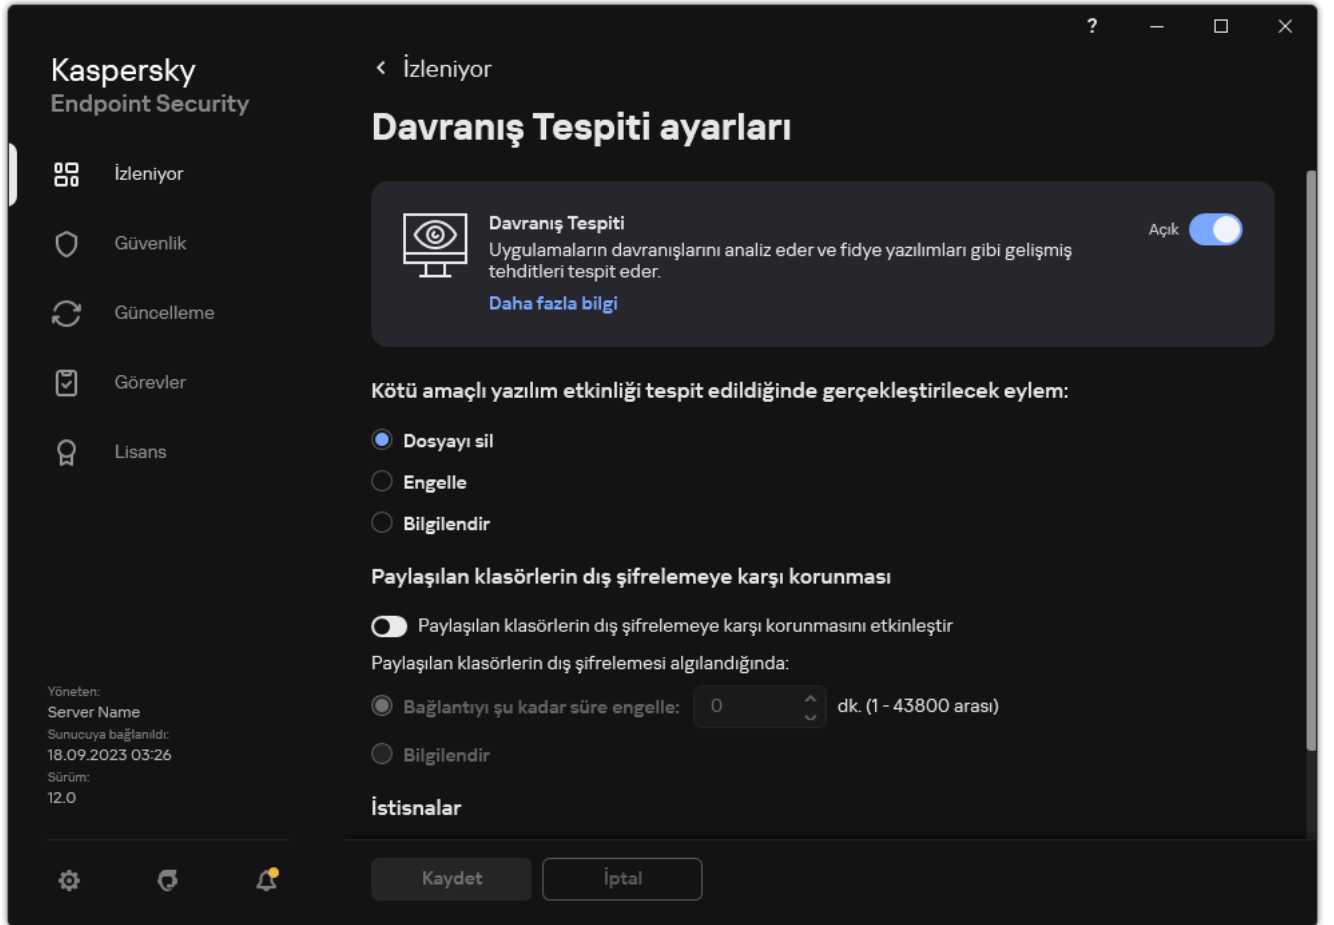 ?
Kaspersky
Endpoint Security
İzleniyor
Güvenlik
Güncelleme
Görevler
Lisans
Yöneten:
Server Name
Sunucuya bağlanıldı:
18.09.2023 03:26
Sürüm:
12.0
İzleniyor
Davranış Tespiti ayarları
Davranış Tespiti
Uygulamaların davranışlarını analiz eder ve fidye yazılımları gibi gelişmiş
tehditleri tespit eder.
Daha fazla bilgi
Açık
Kötü amaçlı yazılım etkinliği tespit edildiğinde gerçekleştirilecek eylem:
Dosyayı sil
Engelle
Bilgilendir
Paylaşılan klasörlerin dış şifrelemeye karşı korunması
Paylaşılan klasörlerin dış şifrelemeye karşı korunmasını etkinleştir
Paylaşılan klasörlerin dış şifrelemesi algılandığında:
Bağlantıyı şu kadar süre engelle: 0 dk. (1 - 43800 arası)
Bilgilendir
İstisnalar
Kaydet
İptal